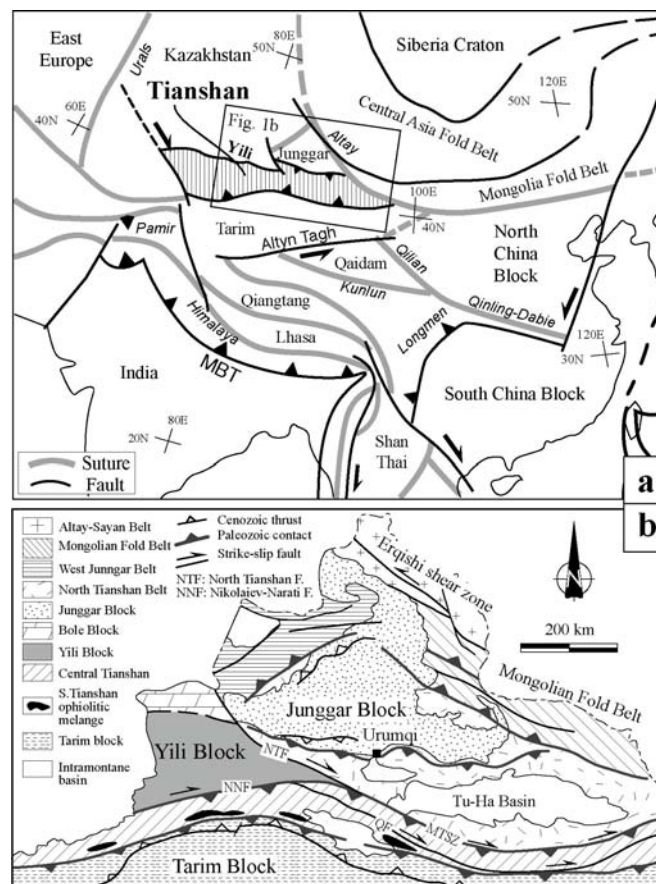 East
Europe
Urals
Kazakhstan
80E
50N
Siberia Craton
120E
50N
60E
40N
Tianshan
Fig. 1b
Altay
Central Asia Fold Belt
Yili
Junggar
100E
40N
Mongolia Fold Belt
Pamir
Tarim
Altyn Tagh
North
China
Block
Qaidam
Qilian
Kunlun
Qiangtang
Qinling-Dabie
Himalaya
Lhasa
Longmen
120E
30N
India
MBT
South China Block
80E
20N
Shan
Thai
Suture
Fault
a
b
Altay-Sayan Belt
Mongolian Fold Belt
West Junngar Belt
North Tianshan Belt
Junggar Block
Bole Block
Yili Block
Central Tianshan
S.Tianshan
ophiolitic
melange
Tarim block
Intramontane
basin
Cenozoic thrust
Paleozoic contact
Strike-slip fault
NTF: North Tianshan F.
NNF: Nikolaiev-Narati F.
Erqishi shear zone
N
200 km
Mongolian Fold Belt
Junggar Block
Urumqi
Yili Block
NTF
NNF
Tu-Ha Basin
QF
MTSZ
Tarim Block